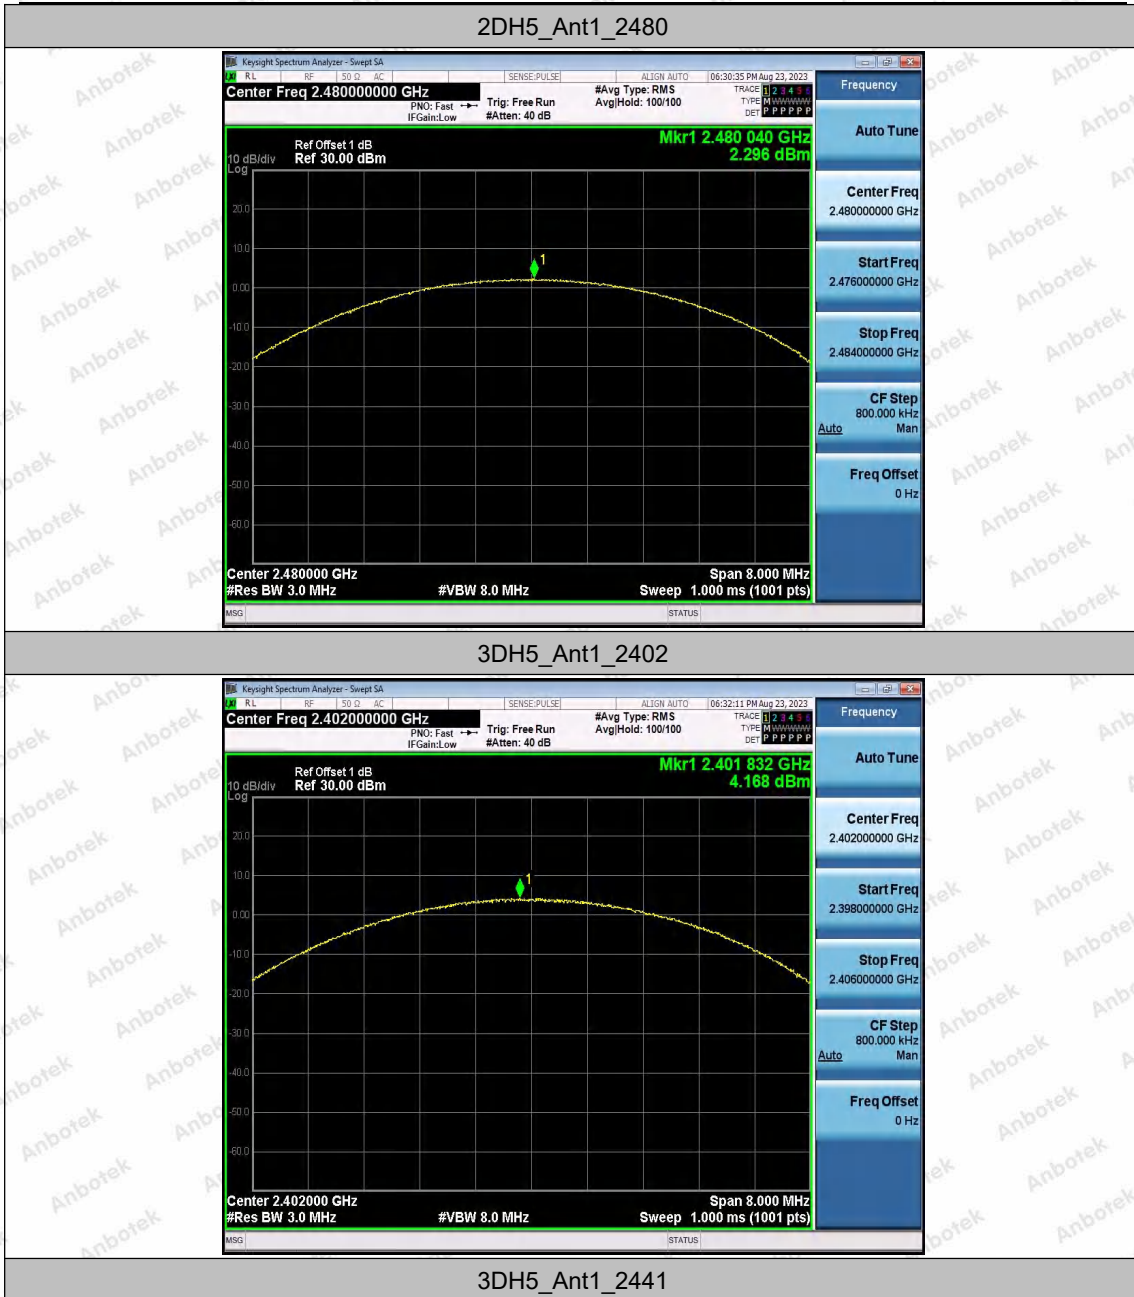 2DH5_Ant1_2480
Keysight Spectrum Analyzer - Swept SA
RL RF 50 Ω AC SENSE:PULSE ALIGN AUTO 06:30:35 PM Aug 23, 2023
Center Freq 2.480000000 GHz
PNO: Fast
IFGain:Low
Trig: Free Run
#Atten: 40 dB
#Avg Type: RMS
Avg|Hold: 100/100
TRACE 1 2 3 4 5 6
TYPE M W W W W W
DET P P P P P P
Ref Offset 1 dB
10 dB/div Ref 30.00 dBm
Log
Mkr1 2.480 040 GHz
2.296 dBm
20.0
10.0
1
0.00
-10.0
-20.0
-30.0
-40.0
-50.0
-60.0
Center 2.480000 GHz Span 8.000 MHz
#Res BW 3.0 MHz #VBW 8.0 MHz Sweep 1.000 ms (1001 pts)
MSG STATUS
Frequency
Auto Tune
Center Freq
2.480000000 GHz
Start Freq
2.476000000 GHz
Stop Freq
2.484000000 GHz
CF Step
800.000 kHz
Auto Man
Freq Offset
0 Hz
3DH5_Ant1_2402
Keysight Spectrum Analyzer - Swept SA
RL RF 50 Ω AC SENSE:PULSE ALIGN AUTO 06:32:11 PM Aug 23, 2023
Center Freq 2.402000000 GHz
PNO: Fast
IFGain:Low
Trig: Free Run
#Atten: 40 dB
#Avg Type: RMS
Avg|Hold: 100/100
TRACE 1 2 3 4 5 6
TYPE M W W W W W
DET P P P P P P
Ref Offset 1 dB
10 dB/div Ref 30.00 dBm
Log
Mkr1 2.401 832 GHz
4.168 dBm
20.0
10.0
1
0.00
-10.0
-20.0
-30.0
-40.0
-50.0
-60.0
Center 2.402000 GHz Span 8.000 MHz
#Res BW 3.0 MHz #VBW 8.0 MHz Sweep 1.000 ms (1001 pts)
MSG STATUS
Frequency
Auto Tune
Center Freq
2.402000000 GHz
Start Freq
2.398000000 GHz
Stop Freq
2.406000000 GHz
CF Step
800.000 kHz
Auto Man
Freq Offset
0 Hz
3DH5_Ant1_2441